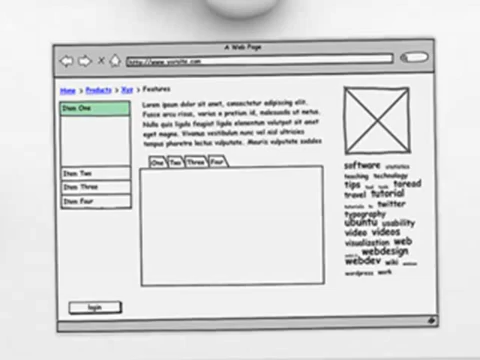 A Web Page
http://www.yoursite.com
Home > Products > Xyz > Features
Item One
Item Two
Item Three
Item Four
Lorem ipsum dolor sit amet, consectetur adipiscing elit.
Fusce arcu risus, varius a pretium id, malesuada ut netus.
Nulla quis ligula feugiat ligula elementum volutpat sit amet
eget magna. Vivamus vestibulum nunc vel nisl ultricies
tempus pharetra lectus vulputate. Mauris vulputate sodales
One Two Three Four
software statistics
teaching technology
tips toread
travel tutorial
tutorials tv twitter
typography
ubuntu usability
video videos
visualization web
webdesign
webdev wiki
wordpress work
login